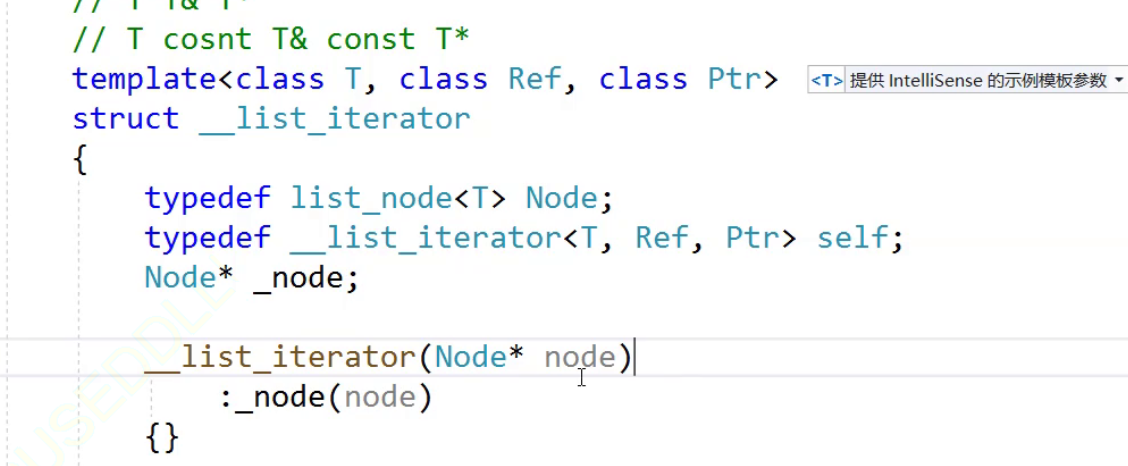 // T T& T*
// T cosnt T& const T*
template<class T, class Ref, class Ptr> <T> 提供 IntelliSense 的示例模板参数
struct __list_iterator
{
typedef list_node<T> Node;
typedef __list_iterator<T, Ref, Ptr> self;
Node* _node;
__list_iterator(Node* node)
:_node(node)
{}